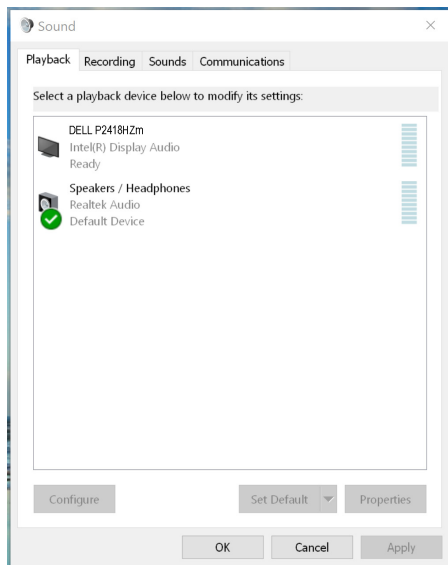 Sound
Playback Recording Sounds Communications
Select a playback device below to modify its settings:
DELL P2418HZm
Intel(R) Display Audio
Ready
Speakers / Headphones
Realtek Audio
Default Device
Configure Set Default Properties
OK Cancel Apply